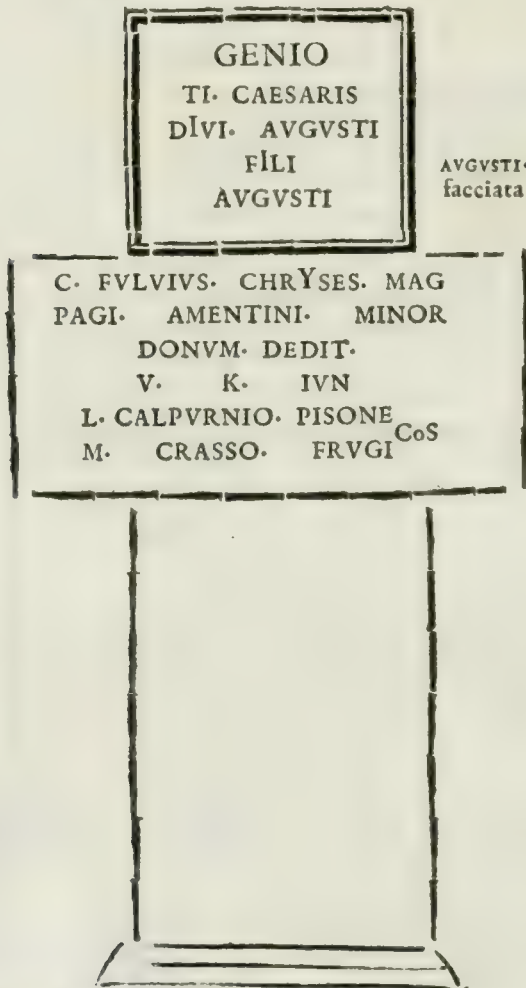 GENIO
TI· CAESARIS
DIVI· AVGVSTI
FILI
AVGVSTI
AVGVSTI·
facciata
C· FVLVIVS· CHRYSES. MAG
PAGI· AMENTINI· MINOR
DONVM· DEDIT·
V· K· IVN
L· CALPVRNIO· PISONE
M· CRASSO· FRVGI CoS